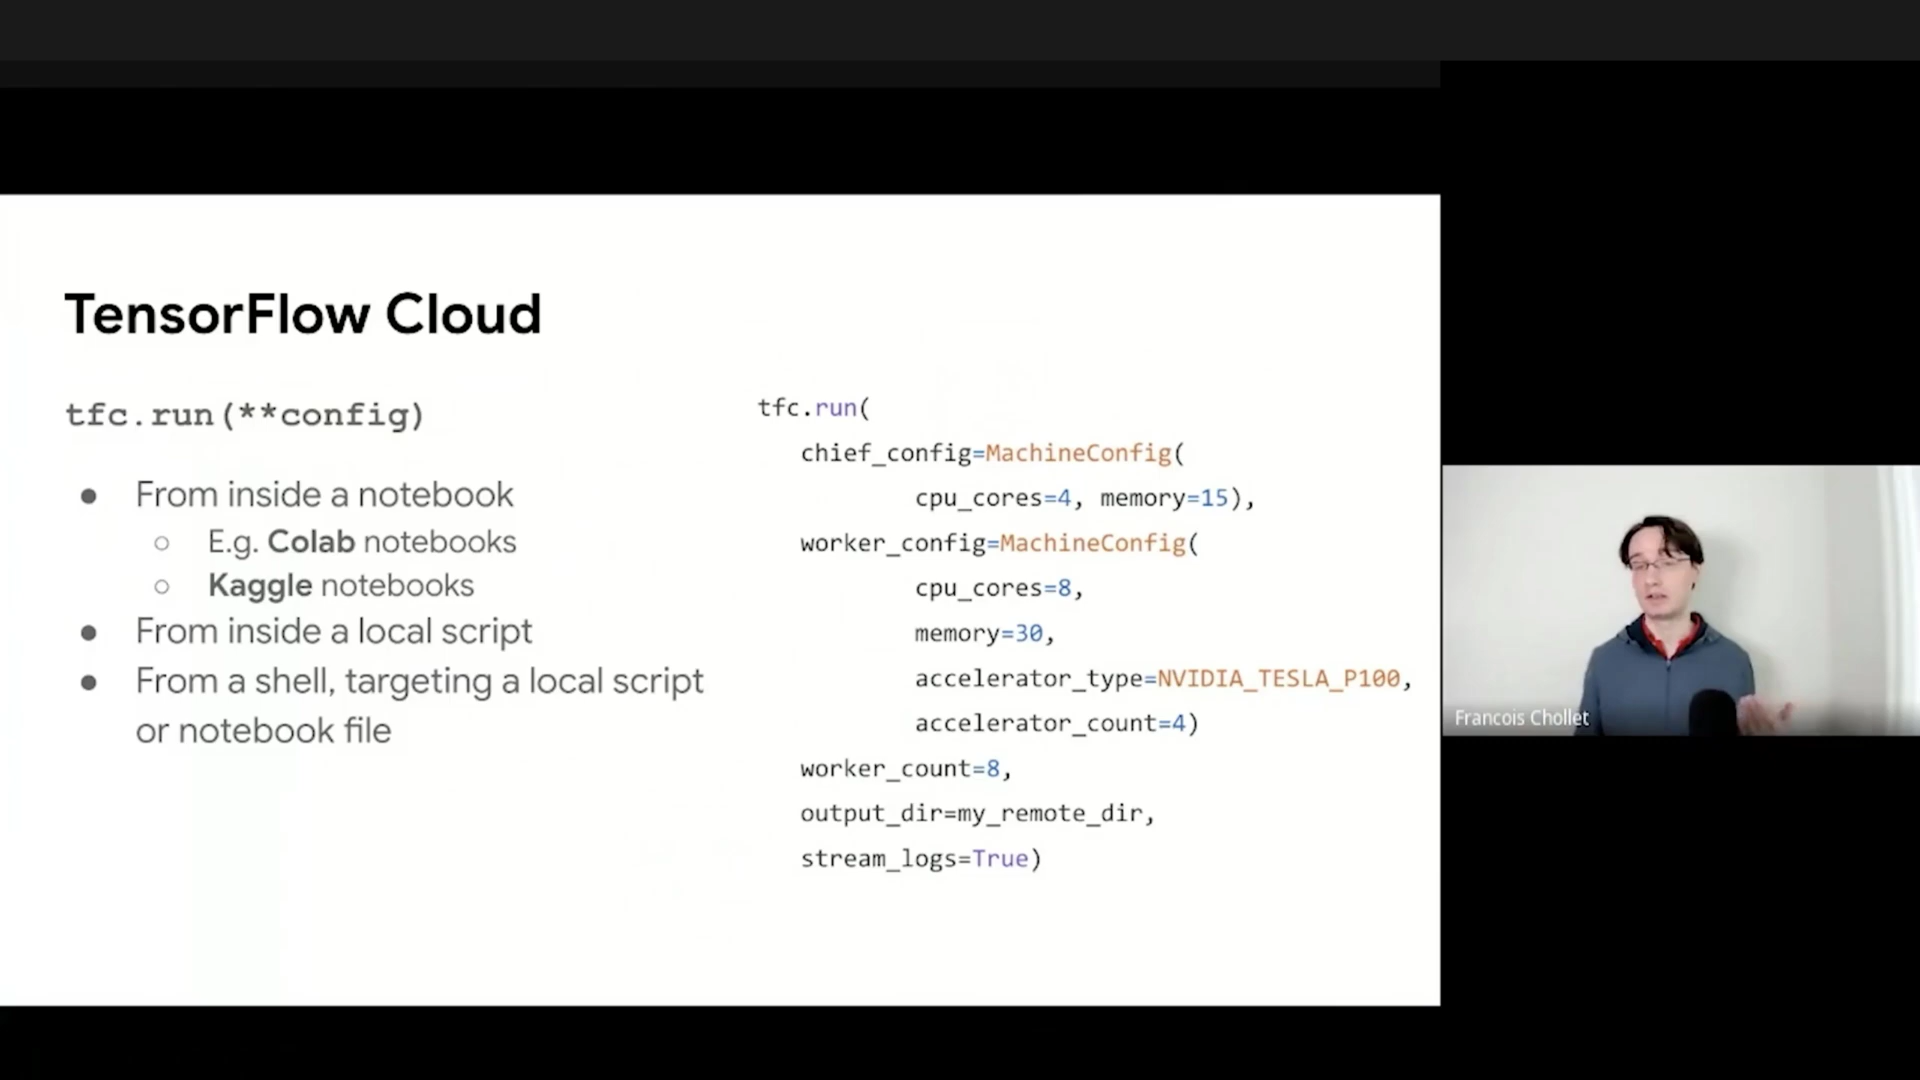 TensorFlow Cloud
tfc.run(**config)
● From inside a notebook
○ E.g. Colab notebooks
○ Kaggle notebooks
● From inside a local script
● From a shell, targeting a local script
or notebook file
tfc.run(
chief_config=MachineConfig(
cpu_cores=4, memory=15),
worker_config=MachineConfig(
cpu_cores=8,
memory=30,
accelerator_type=NVIDIA_TESLA_P100,
accelerator_count=4)
worker_count=8,
output_dir=my_remote_dir,
stream_logs=True)
Francois Chollet